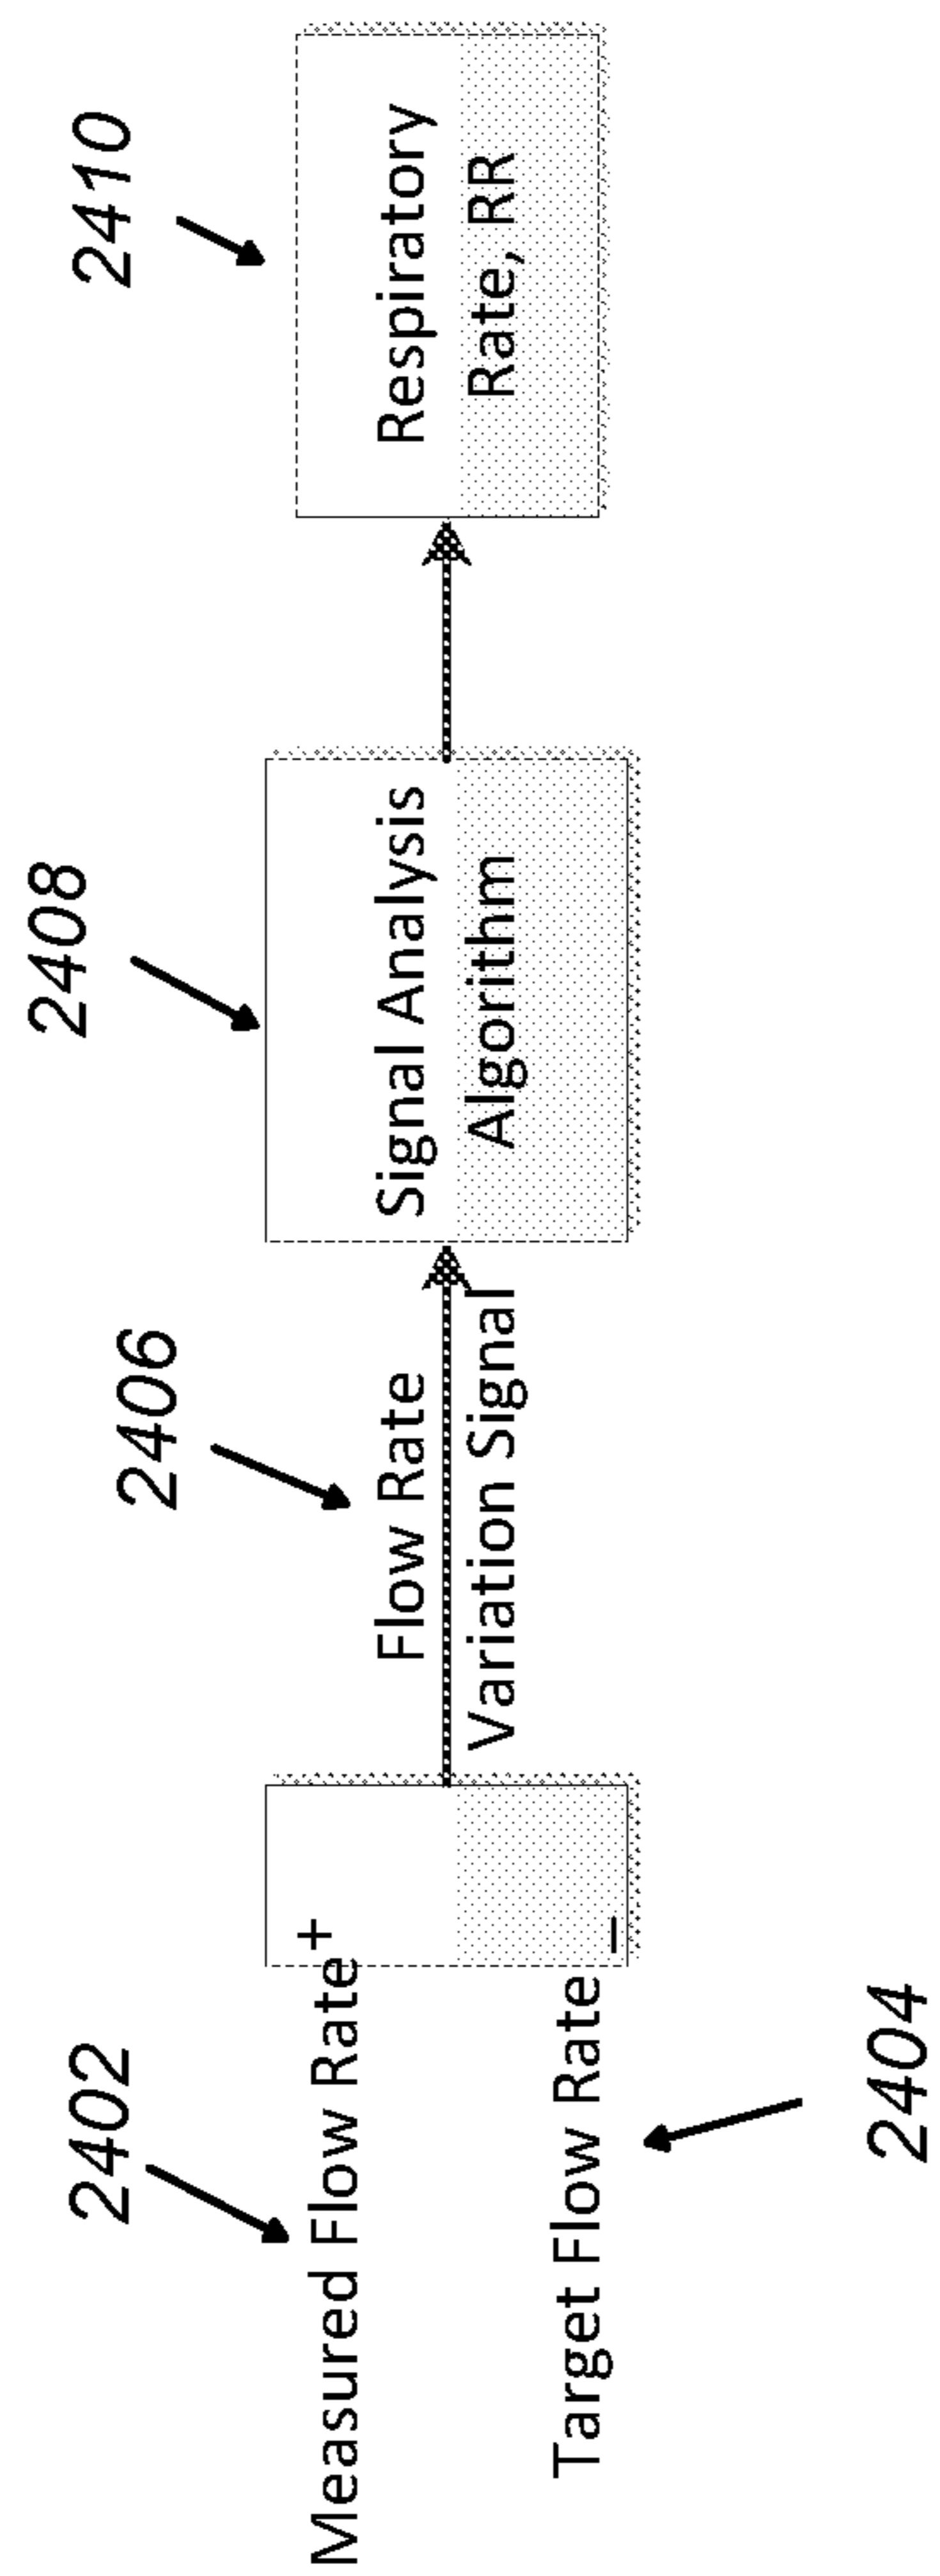 2402
Measured Flow Rate
+
Target Flow Rate
–
2404
2406
Flow Rate
Variation Signal
2408
Signal Analysis
Algorithm
2410
Respiratory
Rate, RR